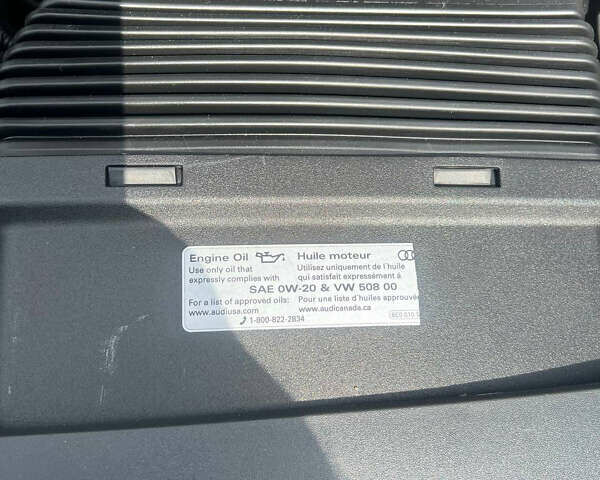 Engine Oil
Use only oil that
expressly complies with
Huile moteur
Utilisez uniquement de l'huile
qui satisfait expressément à
SAE 0W-20 & VW 508 00
For a list of approved oils:
www.audiusa.com
Pour une liste d'huiles approuvée
www.audicanada.ca
1-800-822-2834